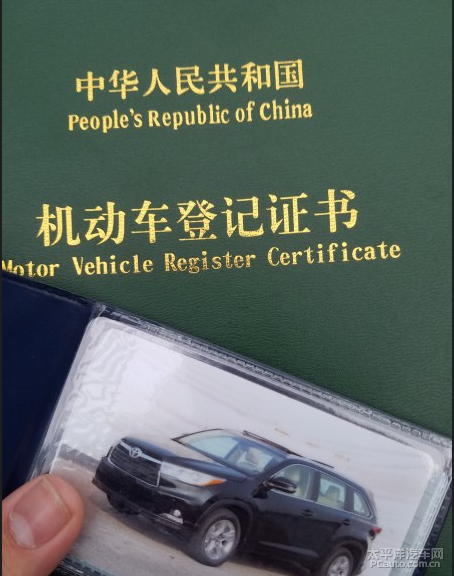 中华人民共和国
People's Republic of China
机动车登记证书
Motor Vehicle Register Certificate
太平洋汽车网
PCauto.com.cn